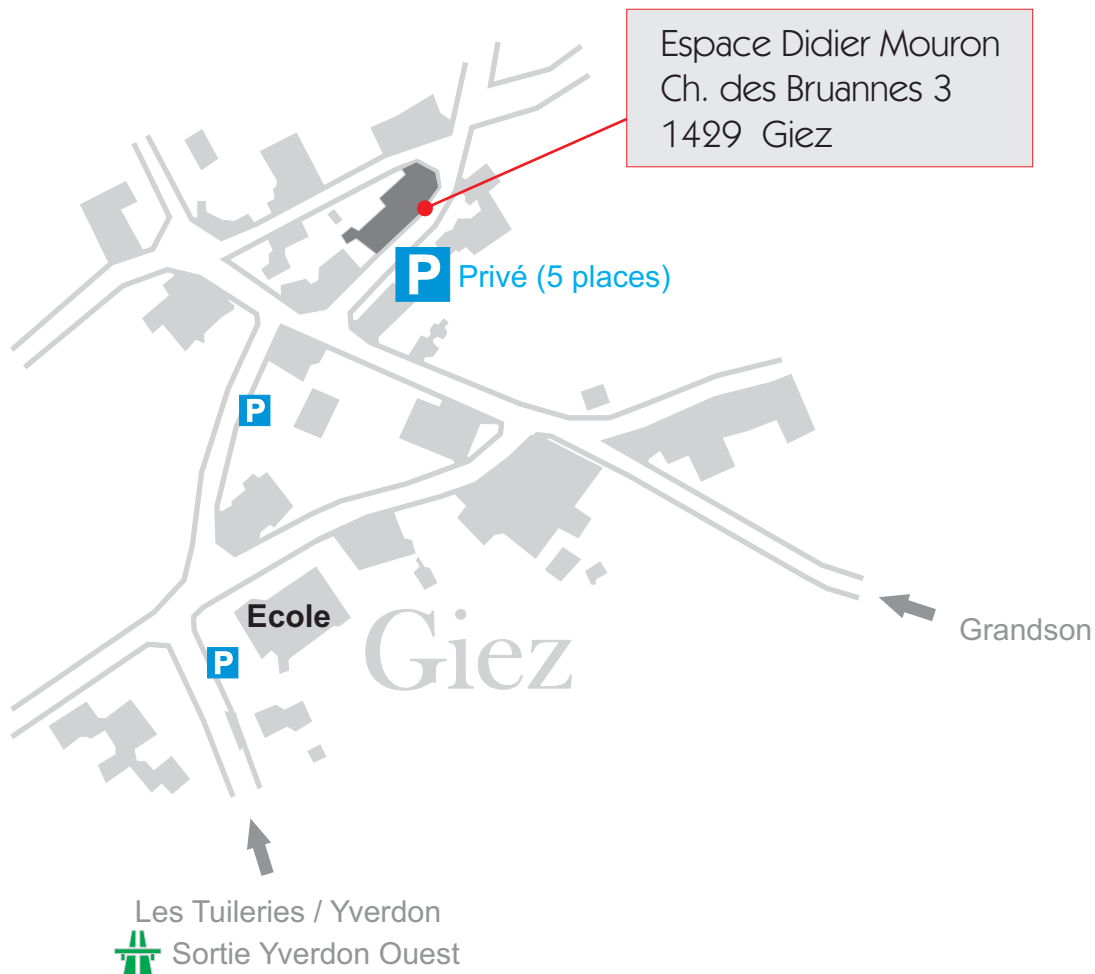 Espace Didier Mouron
Ch. des Bruannes 3
1429 Giez
P Privé (5 places)
P
Ecole
Giez
P
Grandson
Les Tuileries / Yverdon
Sortie Yverdon Ouest